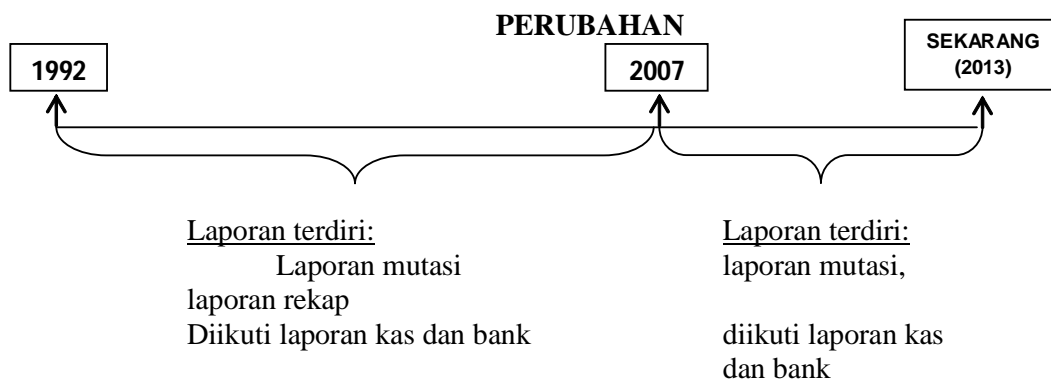 PERUBAHAN
1992
2007
SEKARANG
(2013)
Laporan terdiri:
Laporan mutasi
laporan rekap
Diikuti laporan kas dan bank
Laporan terdiri:
laporan mutasi,
diikuti laporan kas
dan bank